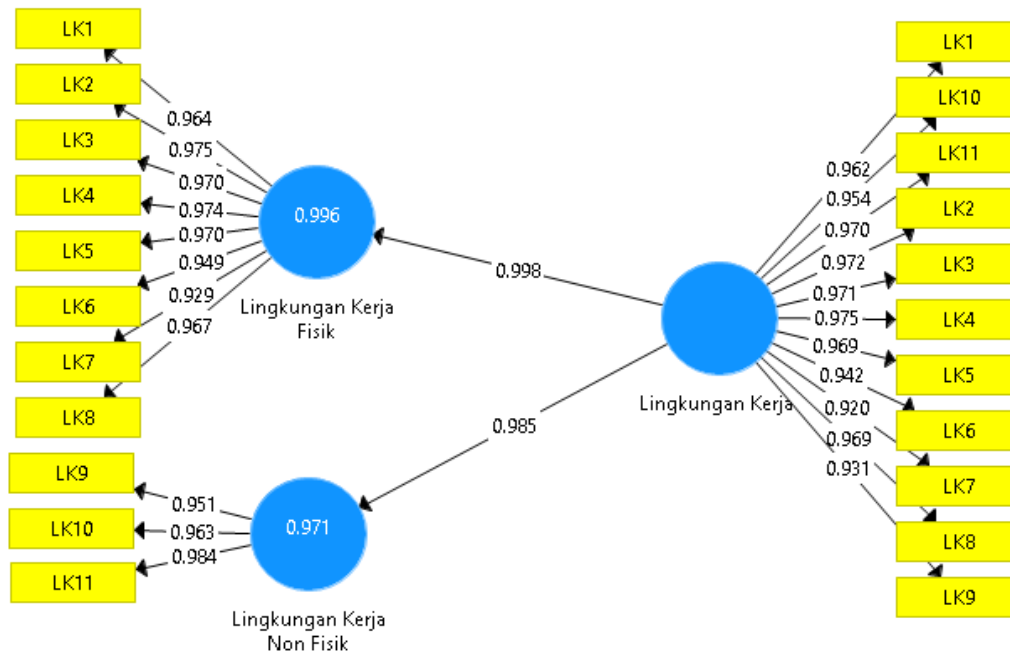 LK1
LK2
LK3
LK4
LK5
LK6
LK7
LK8
0.964
0.975
0.970
0.974
0.970
0.949
0.929
0.967
0.996
Lingkungan Kerja
Fisik
0.998
0.985
LK9
LK10
LK11
0.951
0.963
0.984
0.971
Lingkungan Kerja
Non Fisik
Lingkungan Kerja
0.962
0.954
0.970
0.972
0.971
0.975
0.969
0.942
0.920
0.969
0.931
LK1
LK10
LK11
LK2
LK3
LK4
LK5
LK6
LK7
LK8
LK9